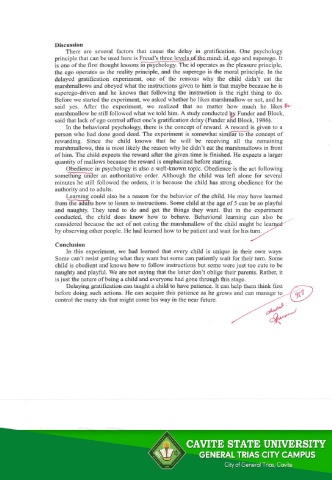 Discussion
There are several factors that cause the delay in gratification. One psychology
principle that can be used here is Freud's three levels of the mind; id, ego and superego. It
is one of the first thought lessons in psychology. The id operates as the pleasure principle,
the ego operates as the reality principle, and the superego is the moral principle. In the
delayed gratification experiment, one of the reasons why the child didn't eat the
marshmallows and obeyed what the instructions given to him is that maybe because he is
superego-driven and he knows that following the instruction is the right thing to do.
Before we started the experiment, we asked whether he likes marshmallow or not, and he
said yes. After the experiment, we realized that no matter how much he likes
marshmallow he still followed what we told him. A study conducted by Funder and Block,
said that lack of ego control affect one's gratification delay (Funder and Block, 1986).
In the behavioral psychology, there is the concept of reward. A reward is given to a
person who had done good deed. The experiment is somewhat similar to the concept of
rewarding. Since the child knows that he will be receiving all the remaining
marshmallows, this is most likely the reason why he didn't eat the marshmallows in front
of him. The child expects the reward after the given time is finished. He expects a larger
quantity of mallows because the reward is emphasized before starting.
Obedience in psychology is also a well-known topic. Obedience is the act following
something under an authoritative order. Although the child was left alone for several
minutes he still followed the orders, it is because the child has strong obedience for the
authority and to adults.
Learning could also be a reason for the behavior of the child. He may have learned
from the adults how to listen to instructions. Some child at the age of 5 can be so playful
and naughty. They tend to do and get the things they want. But in the experiment
conducted, the child does know how to behave. Behavioral learning can also be
considered because the act of not eating the marshmallow of the child might be learned
by observing other people. He had learned how to be patient and wait for his turn.
Conclusion
In this experiment, we had learned that every child is unique in their own ways.
Some can't resist getting what they want but some can patiently wait for their turn. Some
child is obedient and knows how to follow instructions but some were just too cute to be
naughty and playful. We are not saying that the latter don't oblige their parents. Rather, it
is just the nature of being a child and everyone had gone through this stage.
Delaying gratification can taught a child to have patience. It can help them think first
before doing such actions. He can acquire this patience as he grows and can manage to
control the many ids that might come his way in the near future.
CAVITE STATE UNIVERSITY
GENERAL TRIAS CITY CAMPUS
City of General Trias, Cavite